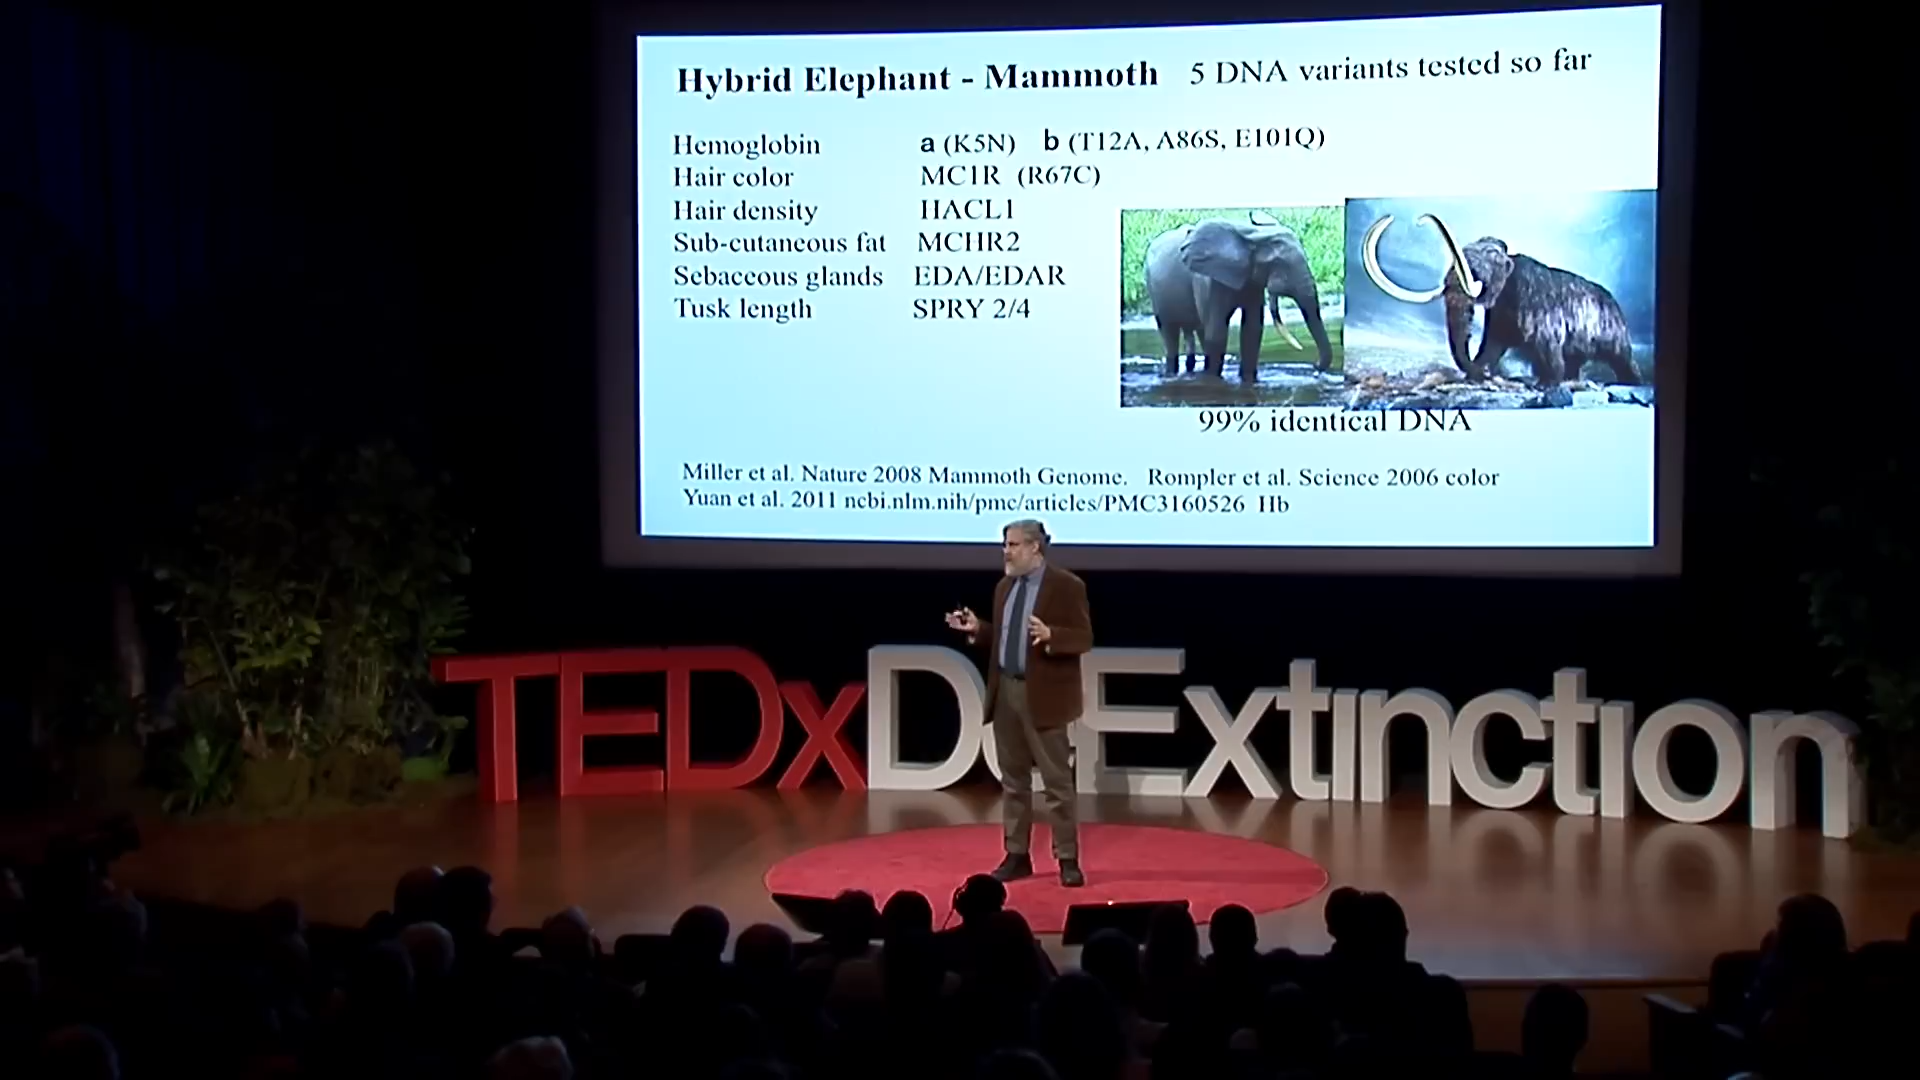 Hybrid Elephant - Mammoth 5 DNA variants tested so far
Hemoglobin a (K5N) b (T12A, A86S, E101Q)
Hair color MC1R (R67C)
Hair density HACL1
Sub-cutaneous fat MCHR2
Sebaceous glands EDA/EDAR
Tusk length SPRY 2/4
99% identical DNA
Miller et al. Nature 2008 Mammoth Genome. Rompler et al. Science 2006 color
Yuan et al. 2011 ncbi.nlm.nih/pmc/articles/PMC3160526 Hb
TEDxDeExtinction